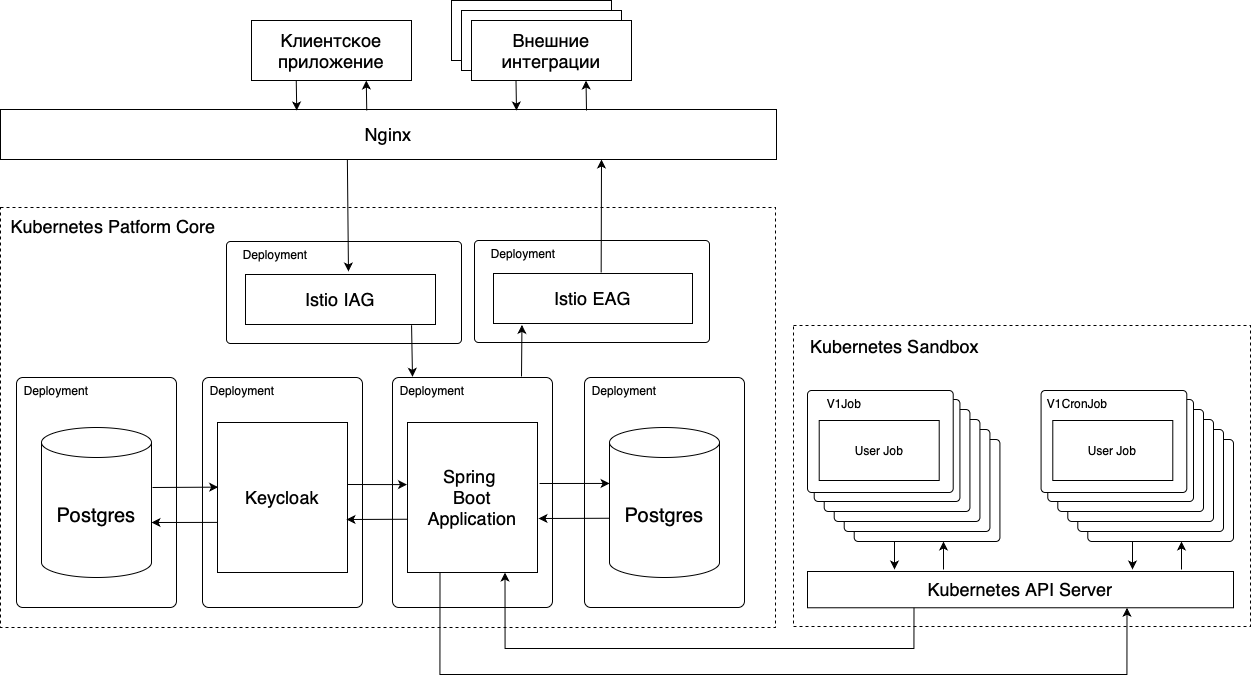 Клиентское
приложение
Внешние
интеграции
Nginx
Kubernetes Patform Core
Deployment
Istio IAG
Deployment
Istio EAG
Deployment
Postgres
Deployment
Keycloak
Deployment
Spring
Boot
Application
Deployment
Postgres
Kubernetes Sandbox
V1Job
User Job
V1CronJob
User Job
Kubernetes API Server